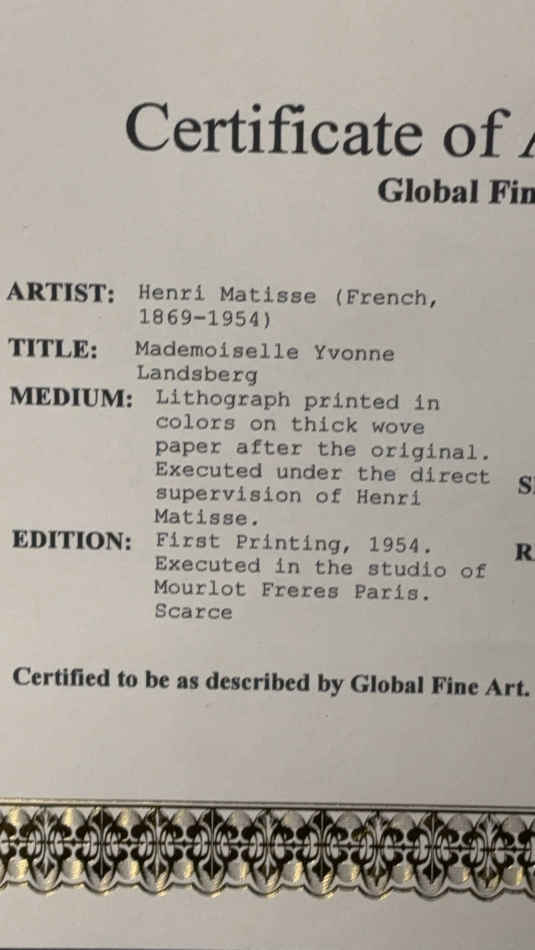 Certificate of
Global
ARTIST: Henri Matisse (French,
1869-1954)
TITLE: Mademoiselle Yvonne
Landsberg
MEDIUM: Lithograph printed in
colors on thick wove
paper after the original.
Executed under the direct
supervision of Henri
Matisse.
EDITION: First Printing, 1954.
Executed in the studio of
Mourlot Freres Paris.
Scarce
Certified to be as described by Global Fine Art.